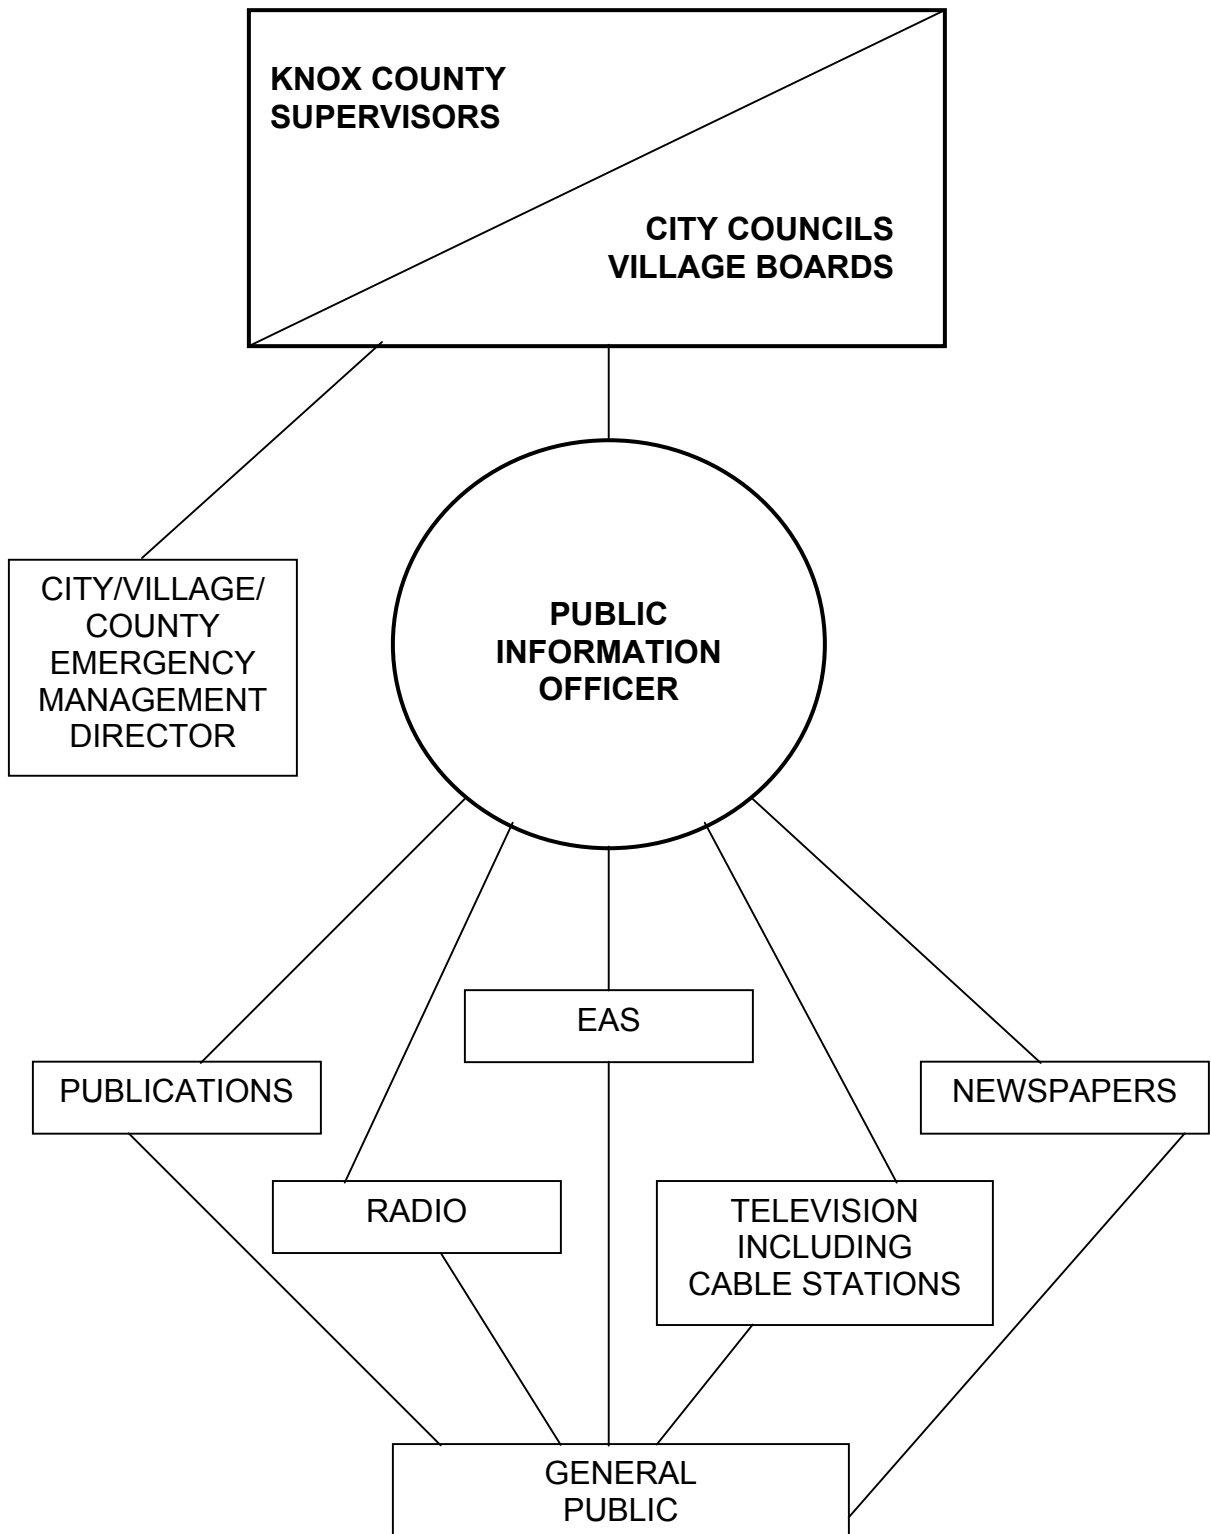 KNOX COUNTY
SUPERVISORS
CITY COUNCILS
VILLAGE BOARDS
CITY/VILLAGE/
COUNTY
EMERGENCY
MANAGEMENT
DIRECTOR
PUBLIC
INFORMATION
OFFICER
EAS
PUBLICATIONS
NEWSPAPERS
RADIO
TELEVISION
INCLUDING
CABLE STATIONS
GENERAL
PUBLIC